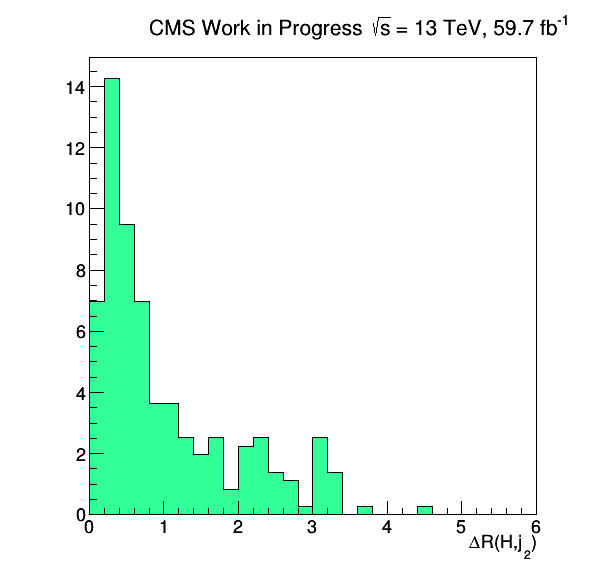 CMS Work in Progress √s = 13 TeV, 59.7 fb⁻¹
14
12
10
8
6
4
2
0
0 1 2 3 4 5 6
ΔR(H,j₂)